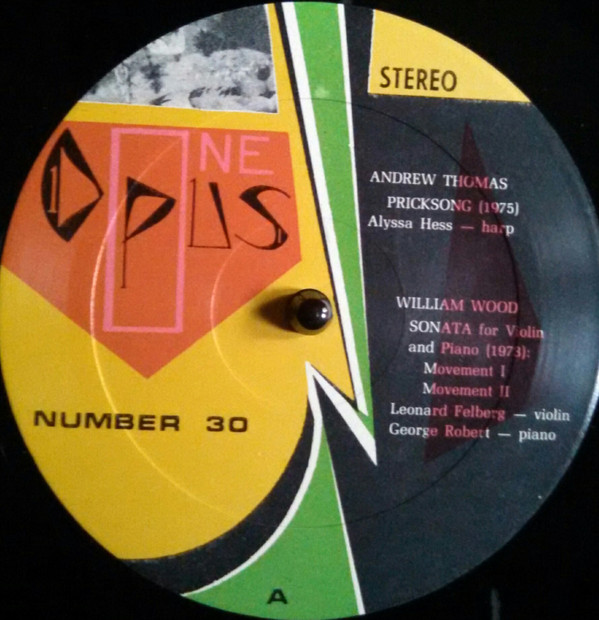 ONE
OPUS
NUMBER 30
STEREO
ANDREW THOMAS
PRICKSONG (1975)
Alyssa Hess — harp
WILLIAM WOOD
SONATA for Violin
and Piano (1973):
Movement I
Movement II
Leonard Felberg — violin
George Robert — piano
A